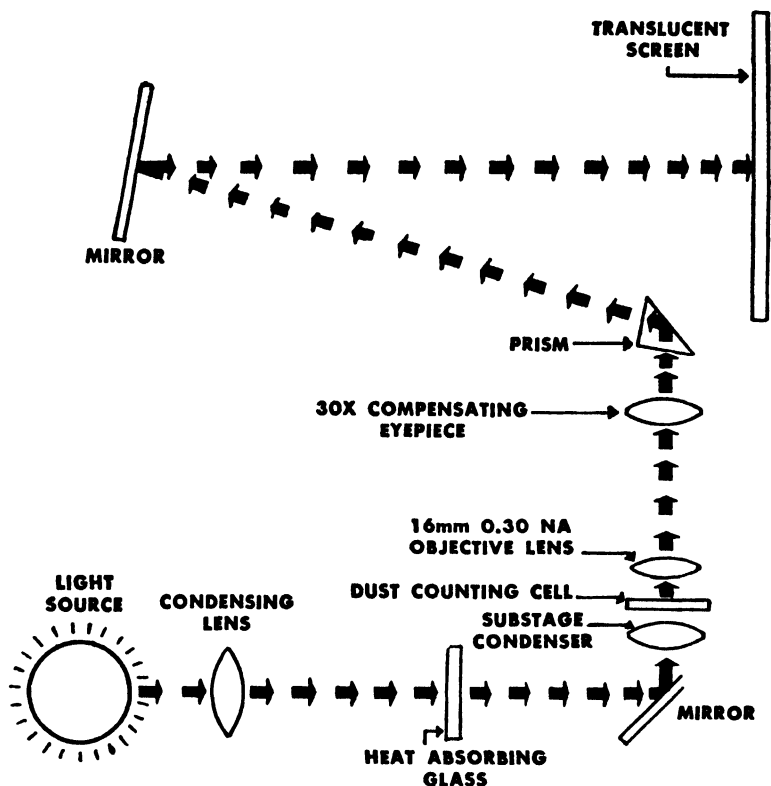 TRANSLUCENT
SCREEN
MIRROR
PRISM
30X COMPENSATING
EYEPIECE
16mm 0.30 NA
OBJECTIVE LENS
LIGHT
SOURCE
CONDENSING
LENS
DUST COUNTING CELL
SUBSTAGE
CONDENSER
MIRROR
HEAT ABSORBING
GLASS